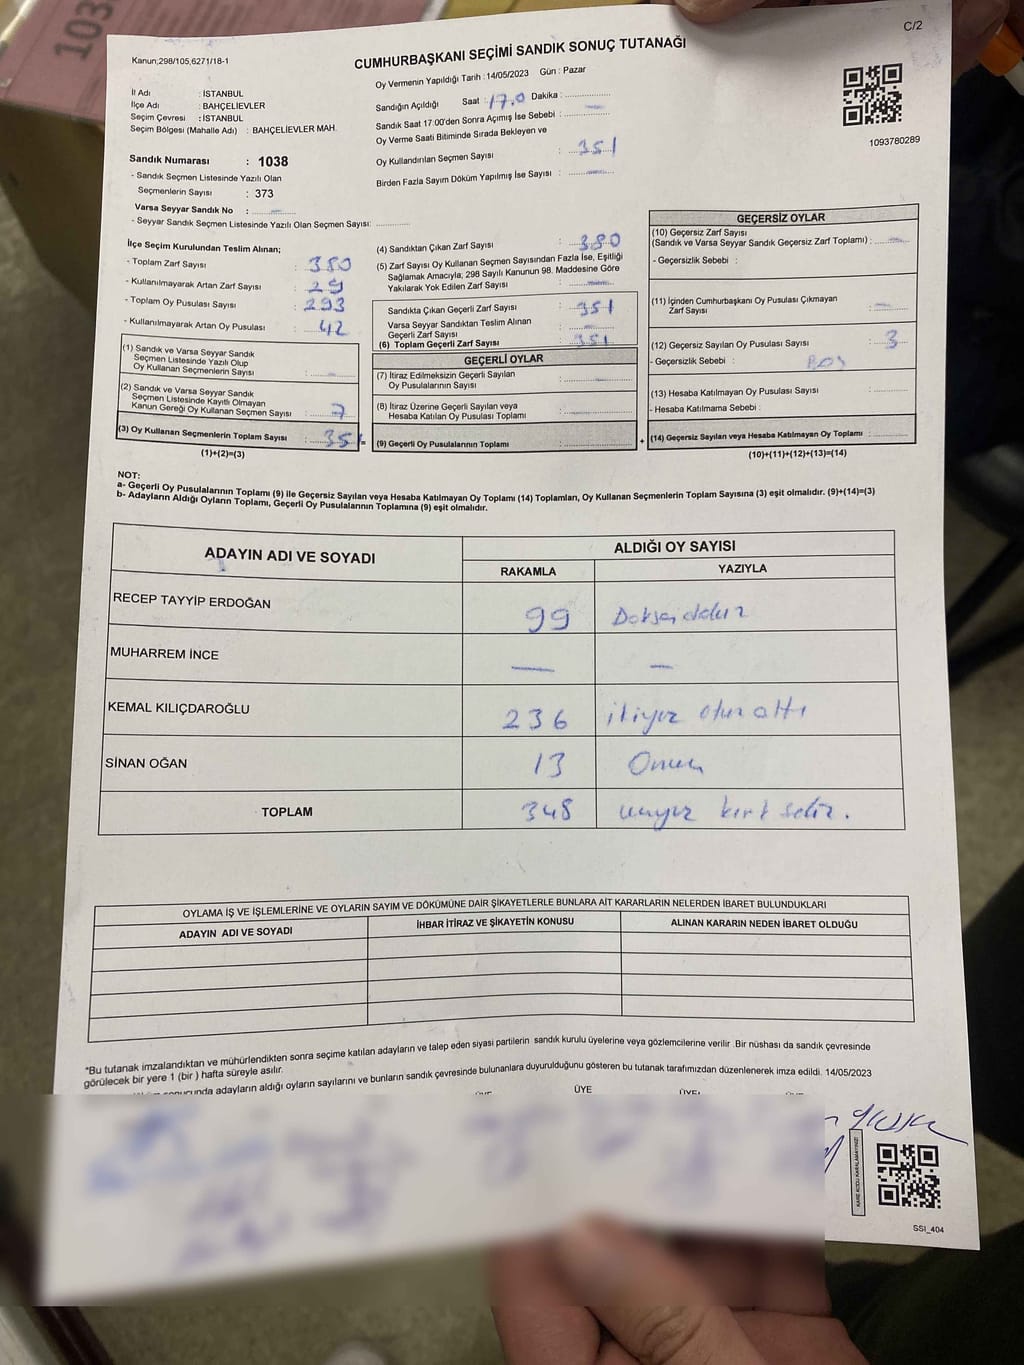 C/2
103
Kanun,298/105,6271/18-1
CUMHURBAŞKANI SEÇİMİ SANDIK SONUÇ TUTANAĞI
İl Adı : İSTANBUL
İlçe Adı : BAHÇELİEVLER
Seçim Çevresi : İSTANBUL
Seçim Bölgesi (Mahalle Adı) : BAHÇELİEVLER MAH.
Sandık Numarası : 1038
- Sandık Seçmen Listesinde Yazılı Olan
Seçmenlerin Sayısı : 373
Varsa Seyyar Sandık No : -
- Seyyar Sandık Seçmen Listesinde Yazılı Olan Seçmen Sayısı:
Oy Vermenin Yapıldığı Tarih : 14/05/2023 Gün : Pazar
Sandığın Açıldığı Saat : 17.0 Dakika :
Sandık Saat 17:00'den Sonra Açımış İse Sebebi : -
Oy Verme Saati Bitiminde Sırada Bekleyen ve
Oy Kullandırılan Seçmen Sayısı : 351
Birden Fazla Sayım Döküm Yapılmış İse Sayısı : -
1093780289
İlçe Seçim Kurulundan Teslim Alınan;
- Toplam Zarf Sayısı : 380
- Kullanılmayarak Artan Zarf Sayısı : 29
- Toplam Oy Pusulası Sayısı : 293
- Kullanılmayarak Artan Oy Pusulası : 42
(1) Sandık ve Varsa Seyyar Sandık
Seçmen Listesinde Yazılı Olup
Oy Kullanan Seçmenlerin Sayısı : -
(2) Sandık ve Varsa Seyyar Sandık
Seçmen Listesinde Kayıtlı Olmayan
Kanun Gereği Oy Kullanan Seçmen Sayısı : 7
(3) Oy Kullanan Seçmenlerin Toplam Sayısı : 351 =
(1)+(2)=(3)
(4) Sandıktan Çıkan Zarf Sayısı : 380
(5) Zarf Sayısı Oy Kullanan Seçmen Sayısından Fazla İse, Eşitliği
Sağlamak Amacıyla; 298 Sayılı Kanunun 98. Maddesine Göre
Yakılarak Yok Edilen Zarf Sayısı : -
Sandıkta Çıkan Geçerli Zarf Sayısı : 351
Varsa Seyyar Sandıktan Teslim Alınan
Geçerli Zarf Sayısı : -
(6) Toplam Geçerli Zarf Sayısı : 351
GEÇERLİ OYLAR
(7) İtiraz Edilmeksizin Geçerli Sayılan
Oy Pusulalarının Sayısı : -
(8) İtiraz Üzerine Geçerli Sayılan veya
Hesaba Katılan Oy Pusulası Toplamı : -
(9) Geçerli Oy Pusulalarının Toplamı :
+
GEÇERSİZ OYLAR
(10) Geçersiz Zarf Sayısı
(Sandık ve Varsa Seyyar Sandık Geçersiz Zarf Toplamı) : -
- Geçersizlik Sebebi :
(11) İçinden Cumhurbaşkanı Oy Pusulası Çıkmayan
Zarf Sayısı : -
(12) Geçersiz Sayılan Oy Pusulası Sayısı : 3
- Geçersizlik Sebebi : BOŞ
(13) Hesaba Katılmayan Oy Pusulası Sayısı :
- Hesaba Katılmama Sebebi :
(14) Geçersiz Sayılan veya Hesaba Katılmayan Oy Toplamı :
(10)+(11)+(12)+(13)=(14)
NOT:
a- Geçerli Oy Pusulalarının Toplamı (9) ile Geçersiz Sayılan veya Hesaba Katılmayan Oy Toplamı (14) Toplamları, Oy Kullanan Seçmenlerin Toplam Sayısına (3) eşit olmalıdır. (9)+(14)=(3)
b- Adayların Aldığı Oyların Toplamı, Geçerli Oy Pusulalarının Toplamına (9) eşit olmalıdır.
ADAYIN ADI VE SOYADI
ALDIĞI OY SAYISI
RAKAMLA YAZIYLA
RECEP TAYYİP ERDOĞAN 99
MUHARREM İNCE — —
KEMAL KILIÇDAROĞLU 236 ikiyüz otuz altı
SİNAN OĞAN 13 Onüç
TOPLAM 348 üçyüz kırk sekiz.
OYLAMA İŞ VE İŞLEMLERİNE VE OYLARIN SAYIM VE DÖKÜMÜNE DAİR ŞİKAYETLERLE BUNLARA AİT KARARLARIN NELERDEN İBARET BULUNDUKLARI
ADAYIN ADI VE SOYADI İHBAR İTİRAZ VE ŞİKAYETİN KONUSU ALINAN KARARIN NEDEN İBARET OLDUĞU
*Bu tutanak imzalandıktan ve mühürlendikten sonra seçime katılan adayların ve talep eden siyasi partilerin sandık kurulu üyelerine veya gözlemcilerine verilir .Bir nüshası da sandık çevresinde
görülecek bir yere 1 (bir ) hafta süreyle asılır.
sonucunda adayların aldığı oyların sayılarını ve bunların sandık çevresinde bulunanlara duyurulduğunu gösteren bu tutanak tarafımızdan düzenlenerek imza edildi. 14/05/2023
ÜYE ÜYE
KARE KODU KARALAMAYINIZ!
SSI_404